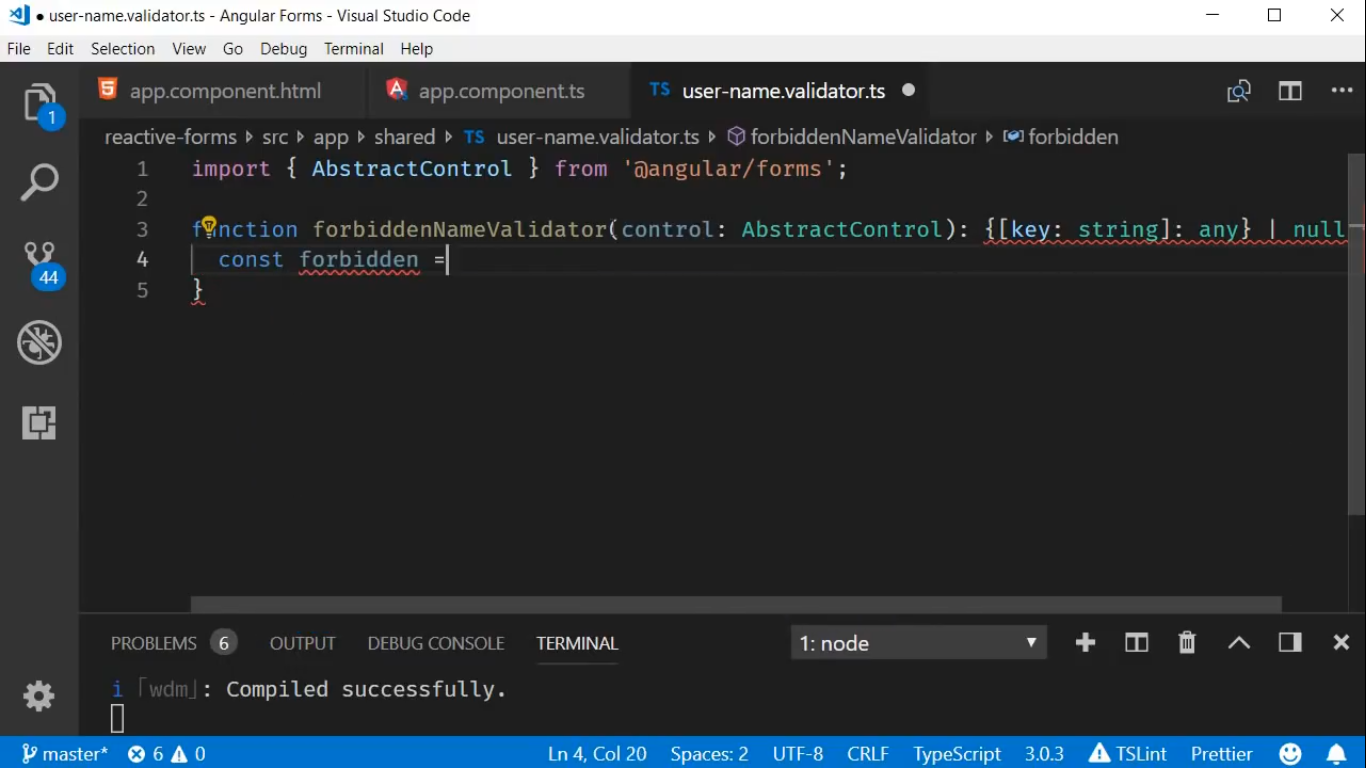 ● user-name.validator.ts - Angular Forms - Visual Studio Code
File Edit Selection View Go Debug Terminal Help
app.component.html app.component.ts TS user-name.validator.ts ●
1
reactive-forms src app shared TS user-name.validator.ts forbiddenNameValidator forbidden
1 import { AbstractControl } from '@angular/forms';
2
3 function forbiddenNameValidator(control: AbstractControl): {[key: string]: any} | null
4 const forbidden =
5 }
44
PROBLEMS 6 OUTPUT DEBUG CONSOLE TERMINAL 1: node
i ｢wdm｣: Compiled successfully.
master* 6 0 Ln 4, Col 20 Spaces: 2 UTF-8 CRLF TypeScript 3.0.3 TSLint Prettier